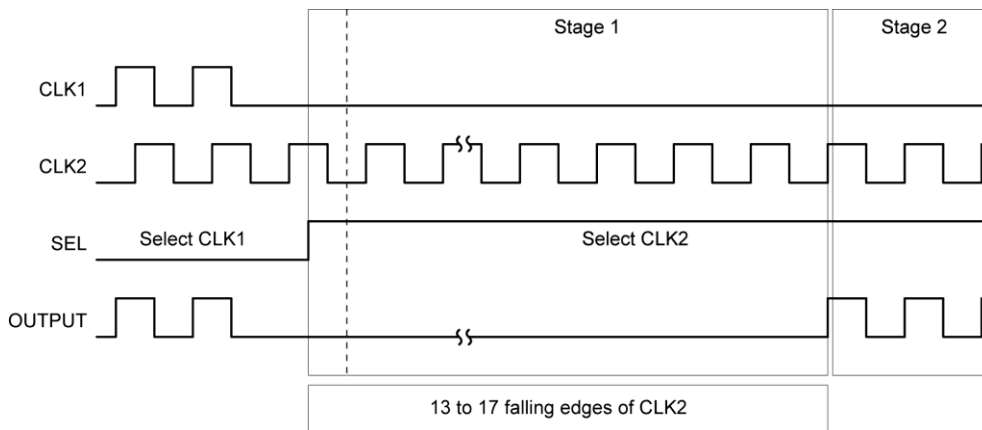 Stage 1
Stage 2
CLK1
CLK2
SEL
Select CLK1
Select CLK2
OUTPUT
13 to 17 falling edges of CLK2